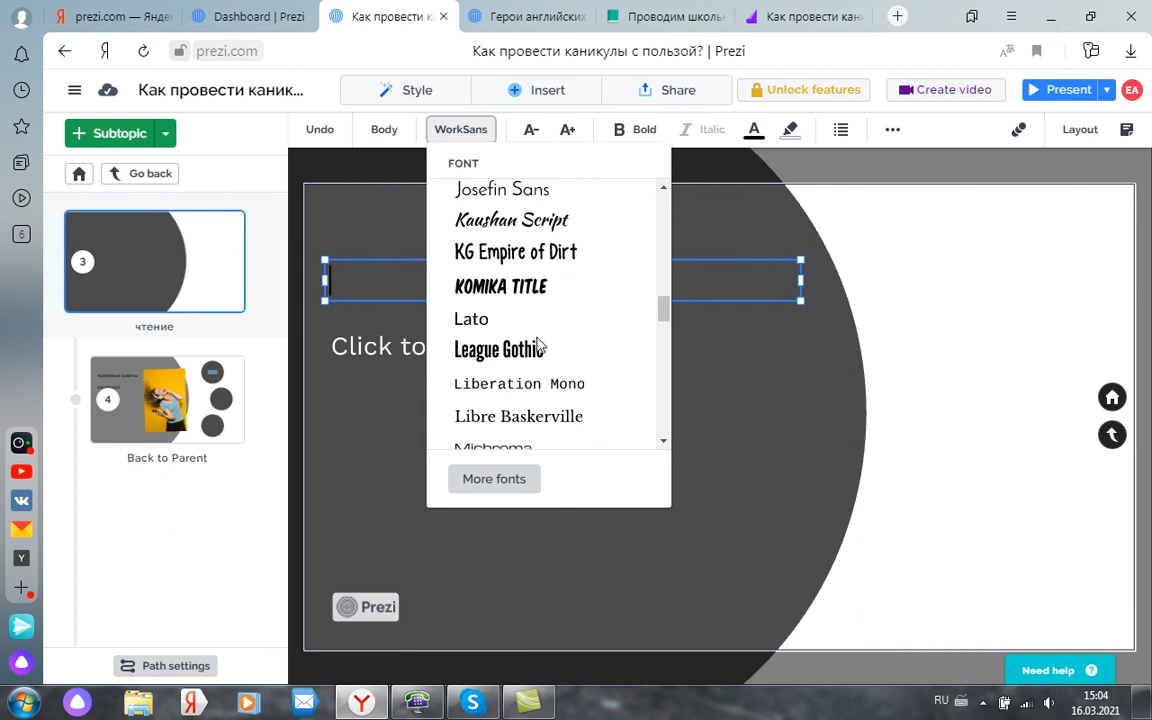 prezi.com — Янде
Dashboard | Prezi
Как провести к
Герои английских
Проводим школы
Как провести кани
prezi.com
Как провести каникулы с пользой? | Prezi
Как провести каник...
Style
Insert
Share
Unlock features
Create video
Present
EA
Subtopic
Undo
Body
WorkSans
A-
A+
B Bold
I Italic
A
•••
Layout
Go back
FONT
Josefin Sans
Kaushan Script
KG Empire of Dirt
KOMIKA TITLE
Lato
League Gothic
Liberation Mono
Libre Baskerville
Michroma
More fonts
3
чтение
4
Back to Parent
6
Click to
Prezi
Y
Path settings
Need help ?
RU
15:04
16.03.2021